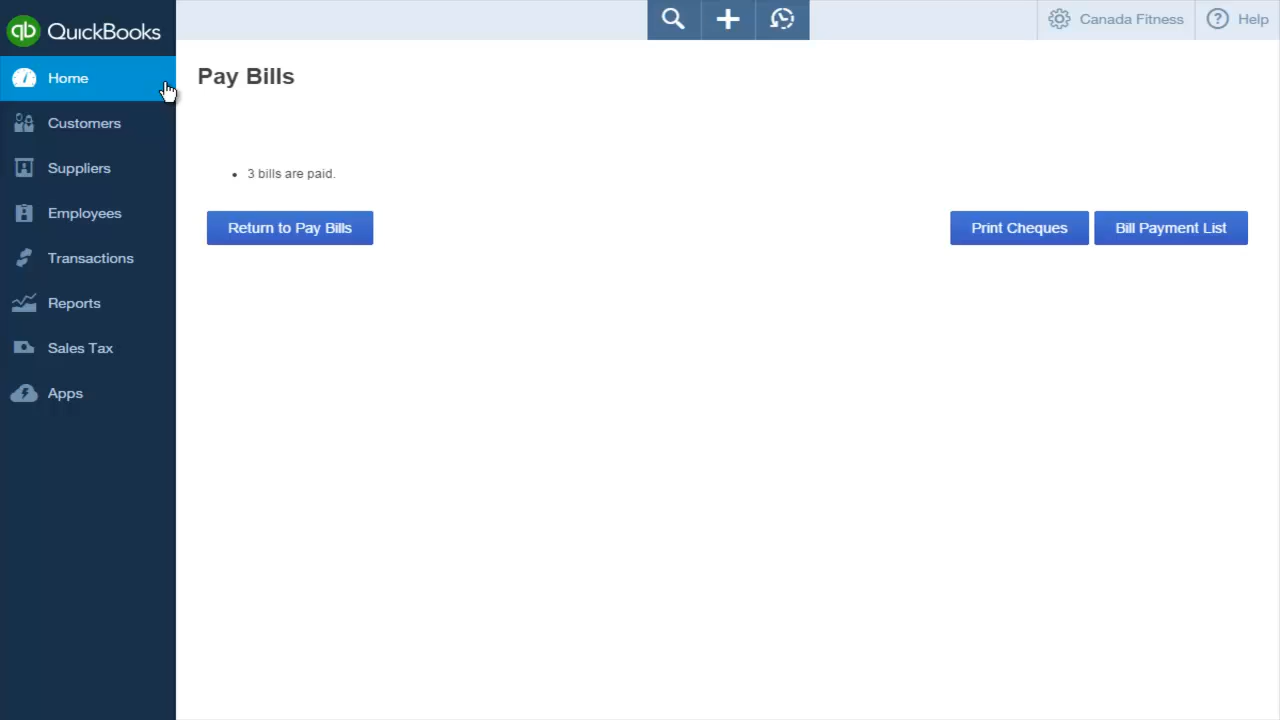 QuickBooks
Canada Fitness
Help
Home
Customers
Suppliers
Employees
Transactions
Reports
Sales Tax
Apps
Pay Bills
3 bills are paid.
Return to Pay Bills
Print Cheques
Bill Payment List